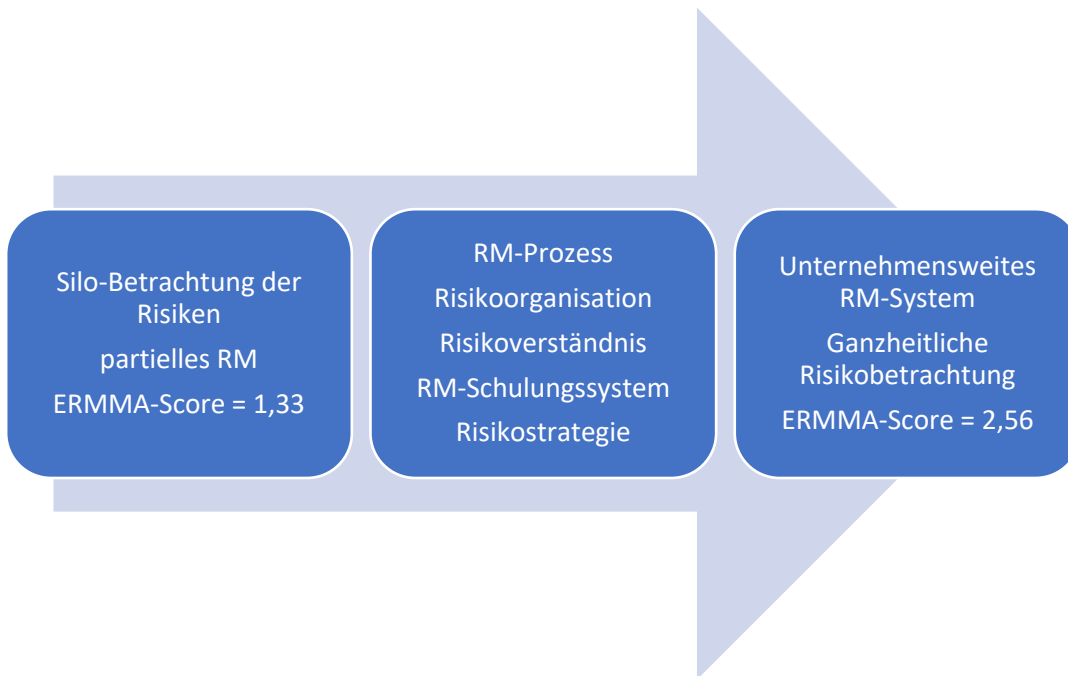 Silo-Betrachtung der
Risiken
partielles RM
ERMMA-Score = 1,33
RM-Prozess
Risikoorganisation
Risikoverständnis
RM-Schulungssystem
Risikostrategie
Unternehmensweites
RM-System
Ganzheitliche
Risikobetrachtung
ERMMA-Score = 2,56